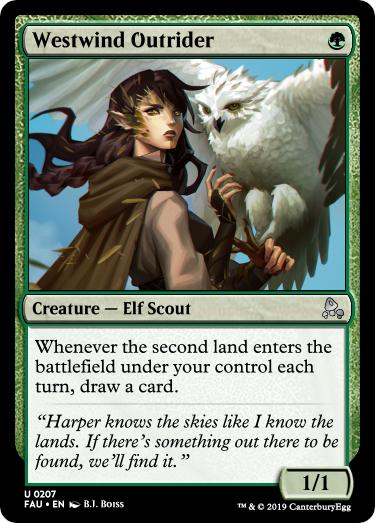 Westwind Outrider
Creature — Elf Scout
Whenever the second land enters the
battlefield under your control each
turn, draw a card.
“Harper knows the skies like I know the
lands. If there’s something out there to be
found, we’ll find it.”
1/1
U 0207
FAU • EN B.J. Boiss
™ & © 2019 CanterburyEgg